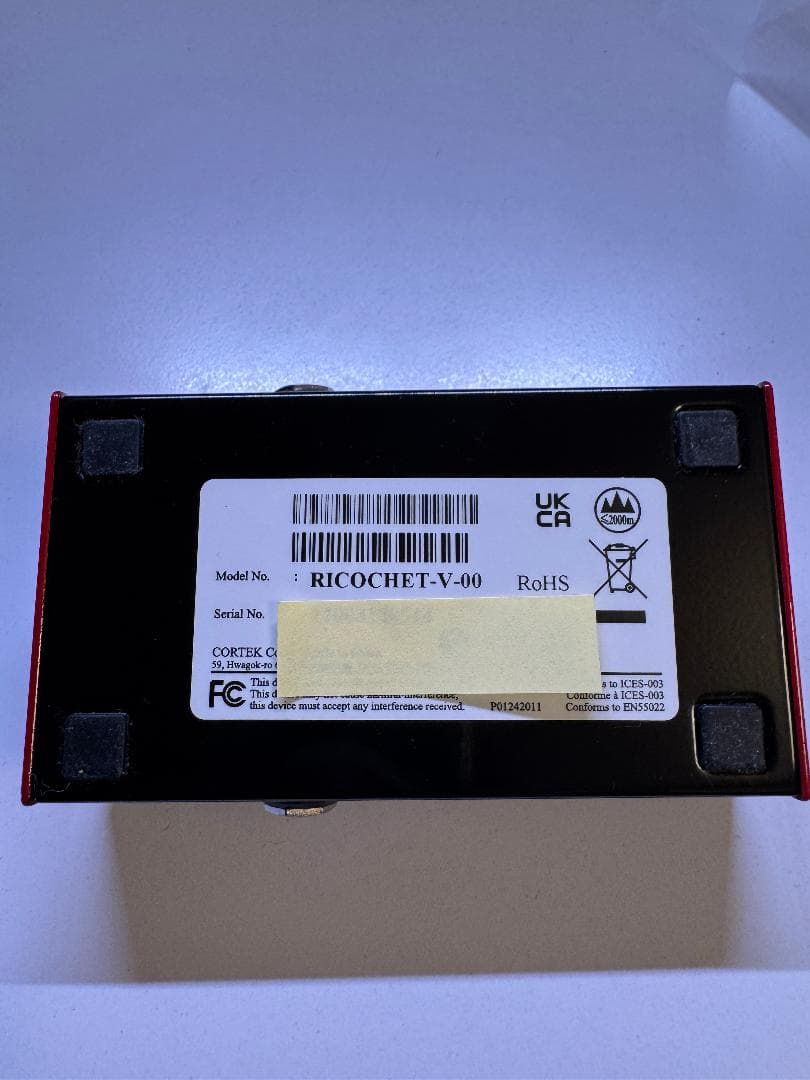 UK
CA
≤2000m
Model No. : RICOCHET-V-00
RoHS
Serial No.
CORTEK
59, Hwagok-ro
FC This
This
this device must accept any interference received.
P01242011
to ICES-003
Conforme à ICES-003
Conforms to EN55022